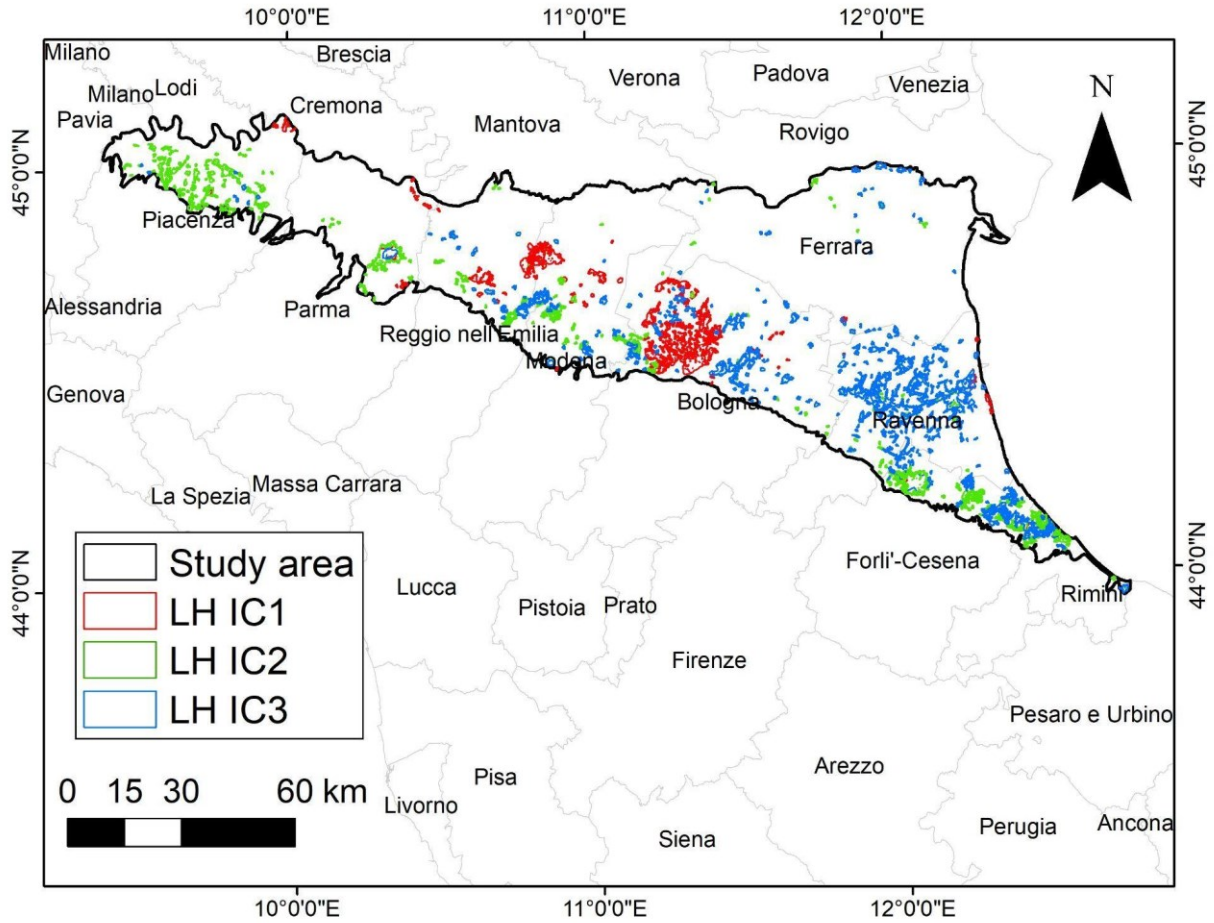 10°0'0"E 11°0'0"E 12°0'0"E
Milano
Brescia
Verona
Padova
Venezia
N
Milano
Lodi
Cremona
Pavia
Mantova
Rovigo
45°0'0"N
45°0'0"N
Piacenza
Ferrara
Alessandria
Parma
Reggio nell'Emilia
Modena
Genova
Bologna
Ravenna
La Spezia
Massa Carrara
Study area
LH IC1
LH IC2
LH IC3
Lucca
Pistoia
Prato
Forli'-Cesena
Rimini
44°0'0"N
44°0'0"N
Firenze
Pesaro e Urbino
Arezzo
Pisa
Livorno
Siena
Perugia
Ancona
0 15 30 60 km
10°0'0"E 11°0'0"E 12°0'0"E